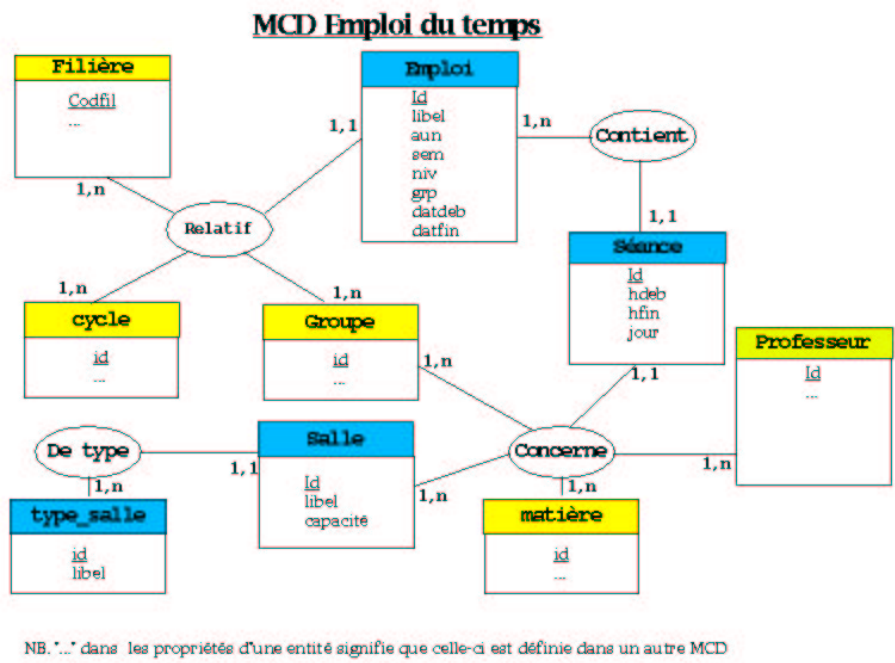 MCD Emploi du temps
Filière
Codfil
...
Emploi
Id
libel
aun
sem
niv
grp
datdeb
datfin
1,1
1,n
Contient
1,n
Relatif
1,1
Séance
Id
hdeb
hfin
jour
1,n
cycle
id
...
1,n
Groupe
id
...
1,n
1,1
Professeur
Id
...
De type
1,1
Salle
Id
libel
capacité
1,n
Concerne
1,n
1,n
type_salle
id
libel
1,n
matière
id
...
NB. "..." dans les propriétés d'une entité signifie que celle-ci est définie dans un autre MCD